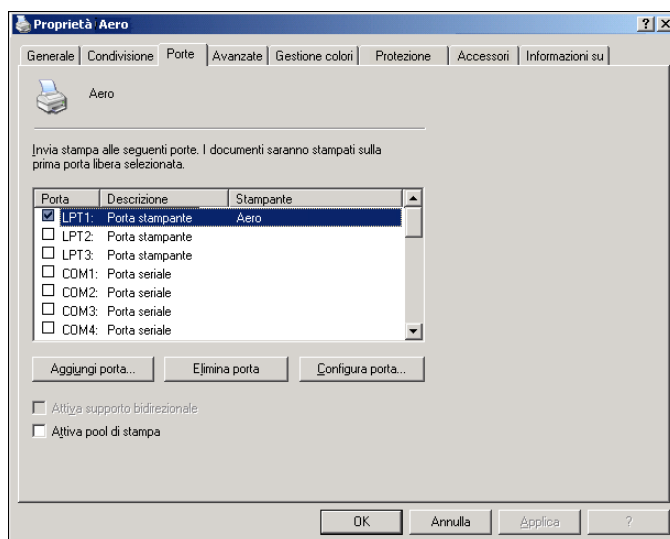 Proprietà Aero
Generale Condivisione Porte Avanzate Gestione colori Protezione Accessori Informazioni su
Aero
Invia stampa alle seguenti porte. I documenti saranno stampati sulla
prima porta libera selezionata.
Porta Descrizione Stampante
LPT1: Porta stampante Aero
LPT2: Porta stampante
LPT3: Porta stampante
COM1: Porta seriale
COM2: Porta seriale
COM3: Porta seriale
COM4: Porta seriale
Aggiungi porta... Elimina porta Configura porta...
Attiva supporto bidirezionale
Attiva pool di stampa
OK Annulla Applica ?